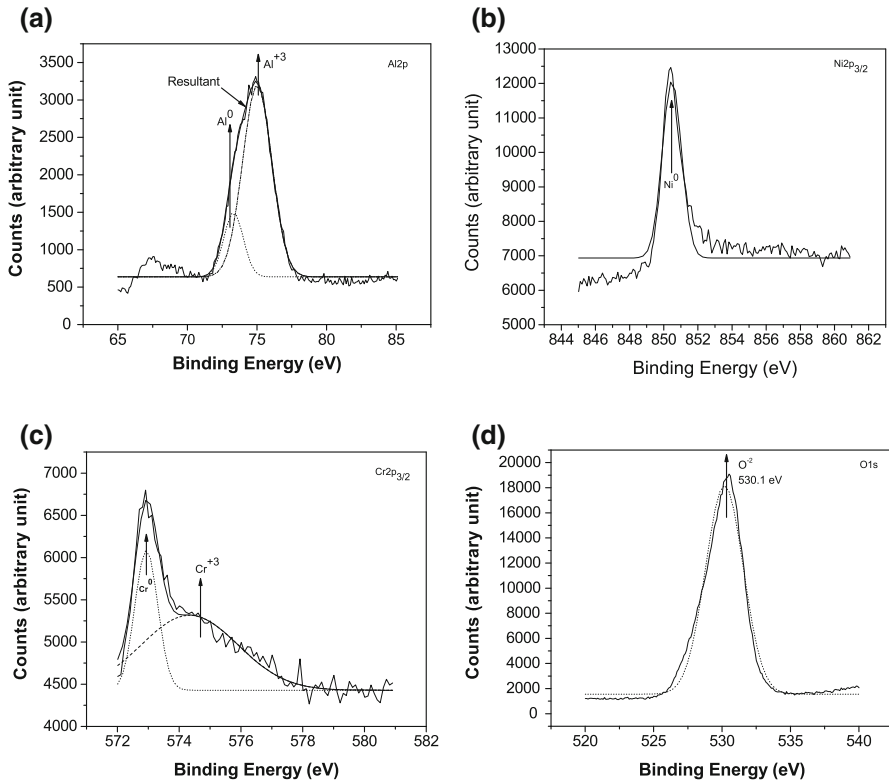 (a)
Al2p
Resultant
Al+3
Al0
Counts (arbitrary unit)
3500
3000
2500
2000
1500
1000
500
0
65 70 75 80 85
Binding Energy (eV)
(b)
Ni2p3/2
Ni0
Counts (arbitrary unit)
13000
12000
11000
10000
9000
8000
7000
6000
5000
844 846 848 850 852 854 856 858 860 862
Binding Energy (eV)
(c)
Cr2p3/2
Cr0
Cr+3
Counts (arbitrary unit)
7000
6500
6000
5500
5000
4500
4000
572 574 576 578 580 582
Binding Energy (eV)
(d)
O-2
530.1 eV
O1s
Counts (arbitrary unit)
20000
18000
16000
14000
12000
10000
8000
6000
4000
2000
0
520 525 530 535 540
Binding Energy (eV)